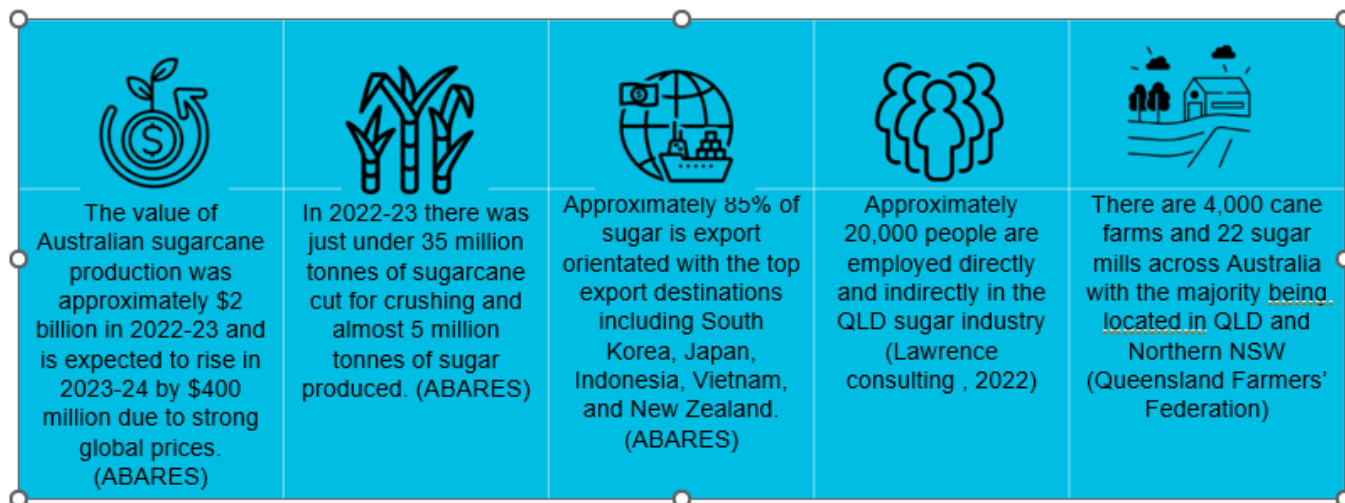 The value of
Australian sugarcane
production was
approximately $2
billion in 2022-23 and
is expected to rise in
2023-24 by $400
million due to strong
global prices.
(ABARES)
In 2022-23 there was
just under 35 million
tonnes of sugarcane
cut for crushing and
almost 5 million
tonnes of sugar
produced. (ABARES)
Approximately 85% of
sugar is export
orientated with the top
export destinations
including South
Korea, Japan,
Indonesia, Vietnam,
and New Zealand.
(ABARES)
Approximately
20,000 people are
employed directly
and indirectly in the
QLD sugar industry
(Lawrence
consulting , 2022)
There are 4,000 cane
farms and 22 sugar
mills across Australia
with the majority being
located in QLD and
Northern NSW
(Queensland Farmers’
Federation)